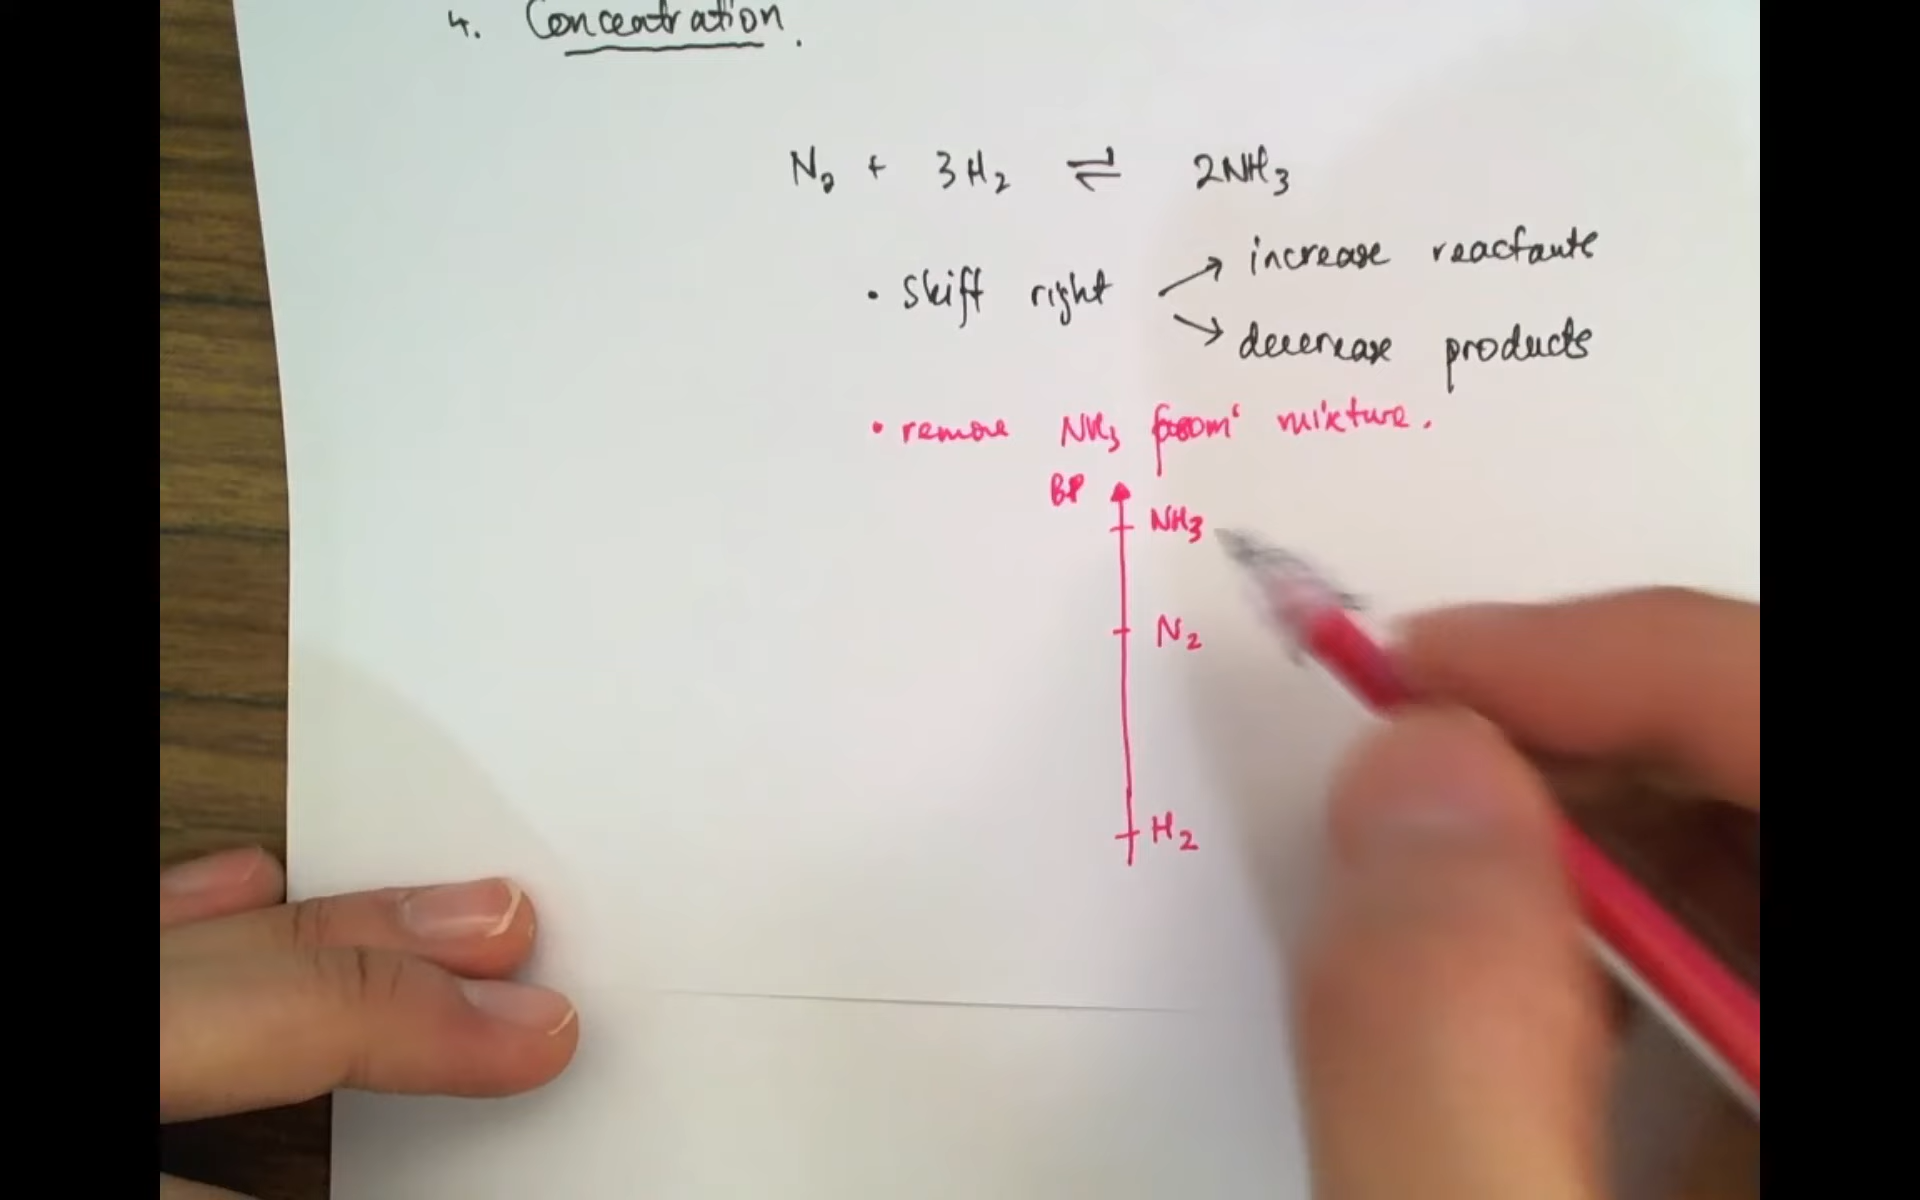 4. Concentration.
N₂ + 3H₂ ⇌ 2NH₃
• Shift right → increase reactants
→ decrease products
• remove NH₃ from mixture.
BP
NH₃
N₂
H₂